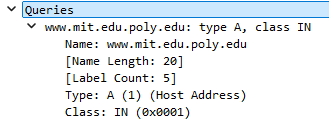 Queries
www.mit.edu.poly.edu: type A, class IN
Name: www.mit.edu.poly.edu
[Name Length: 20]
[Label Count: 5]
Type: A (1) (Host Address)
Class: IN (0x0001)